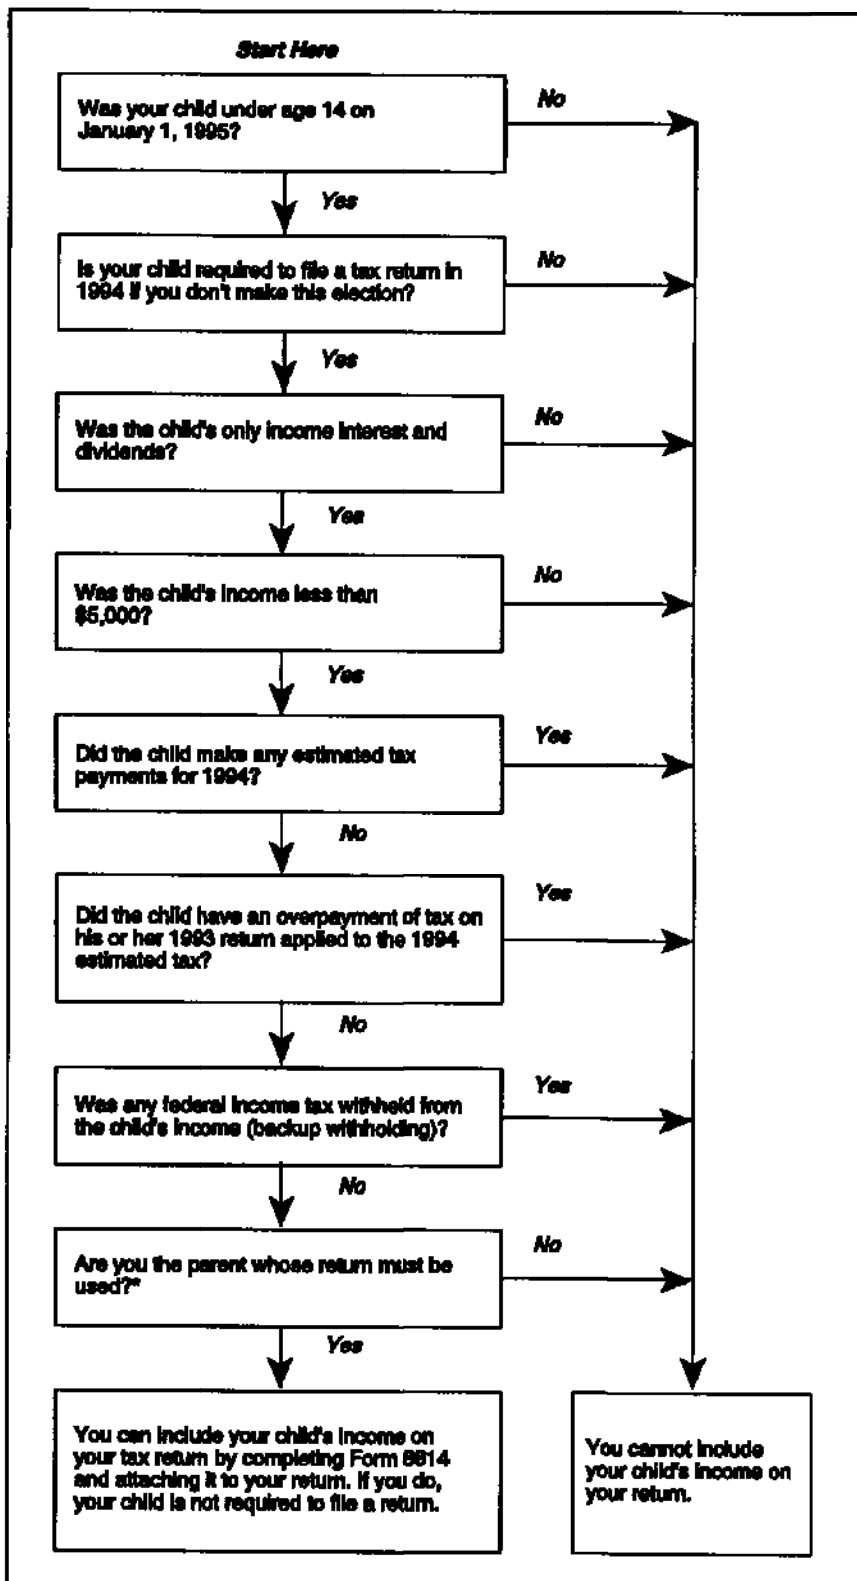 Start Here
Was your child under age 14 on
January 1, 1995?
No
Yes
Is your child required to file a tax return in
1994 if you don't make this election?
No
Yes
Was the child's only income interest and
dividends?
No
Yes
Was the child's income less than
$5,000?
No
Yes
Did the child make any estimated tax
payments for 1994?
Yes
No
Did the child have an overpayment of tax on
his or her 1993 return applied to the 1994
estimated tax?
Yes
No
Was any federal income tax withheld from
the child's income (backup withholding)?
Yes
No
Are you the parent whose return must be
used?*
No
Yes
You can include your child's income on
your tax return by completing Form 8814
and attaching it to your return. If you do,
your child is not required to file a return.
You cannot include
your child's income on
your return.